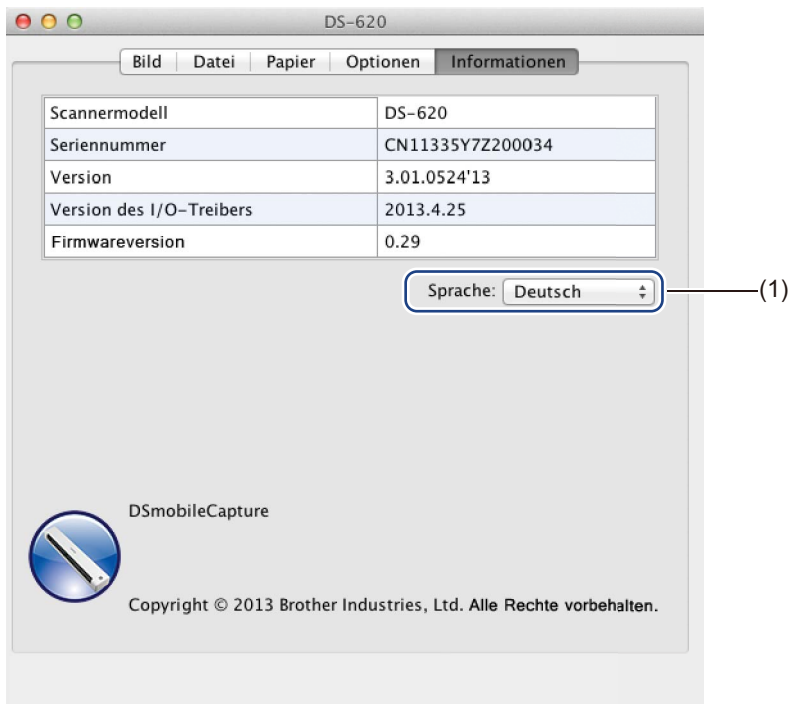 DS-620
Bild Datei Papier Optionen Informationen
Scannermodell DS-620
Seriennummer CN11335Y7Z200034
Version 3.01.0524'13
Version des I/O-Treibers 2013.4.25
Firmwareversion 0.29
Sprache: Deutsch (1)
DSmobileCapture
Copyright © 2013 Brother Industries, Ltd. Alle Rechte vorbehalten.